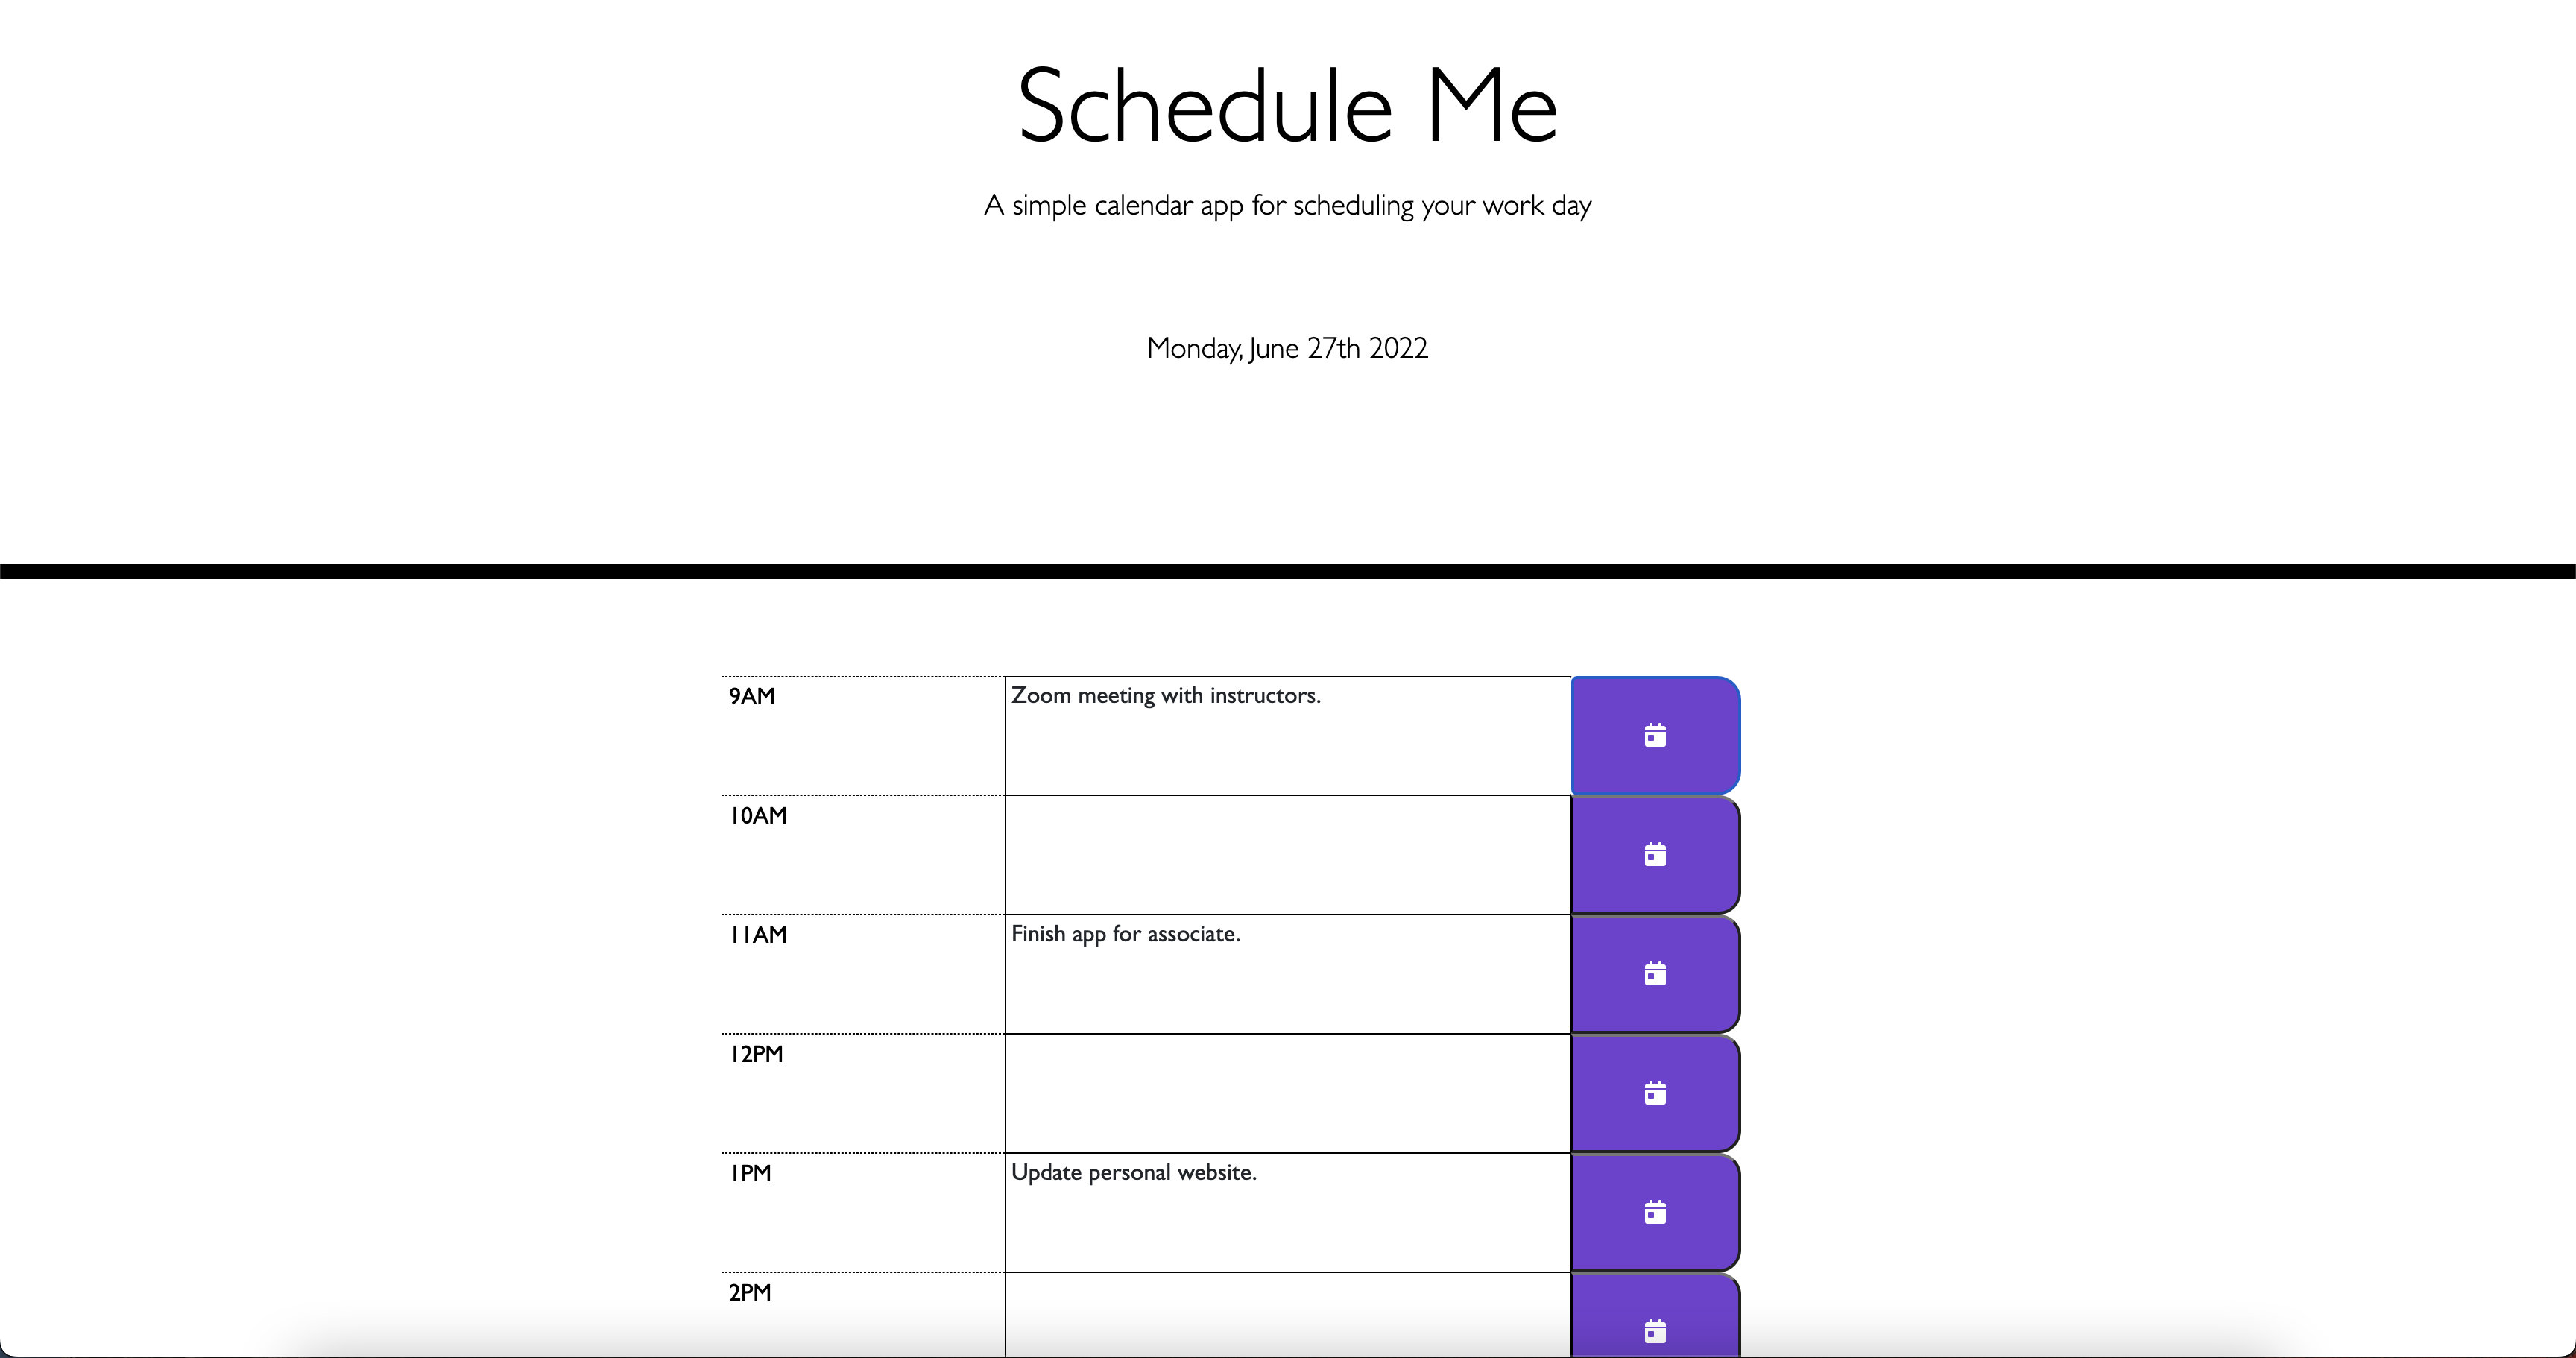 Schedule Me
A simple calendar app for scheduling your work day
Monday, June 27th 2022
9AM
Zoom meeting with instructors.
10AM
11AM
Finish app for associate.
12PM
1PM
Update personal website.
2PM